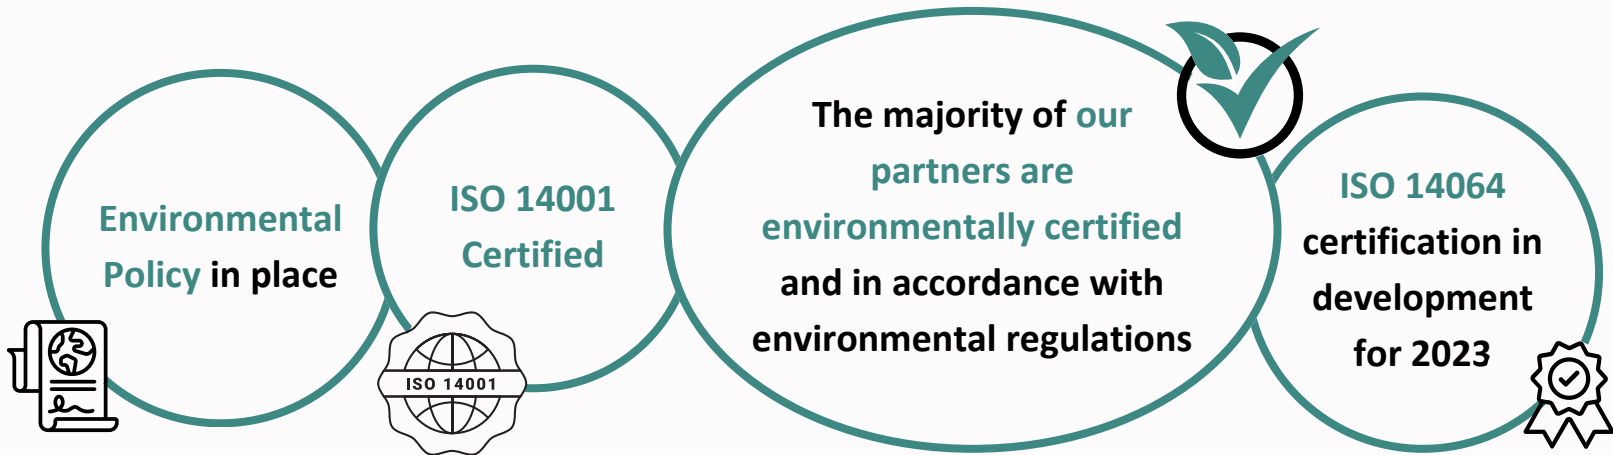 Environmental
Policy in place
ISO 14001
Certified
ISO 14001
The majority of our
partners are
environmentally certified
and in accordance with
environmental regulations
ISO 14064
certification in
development
for 2023